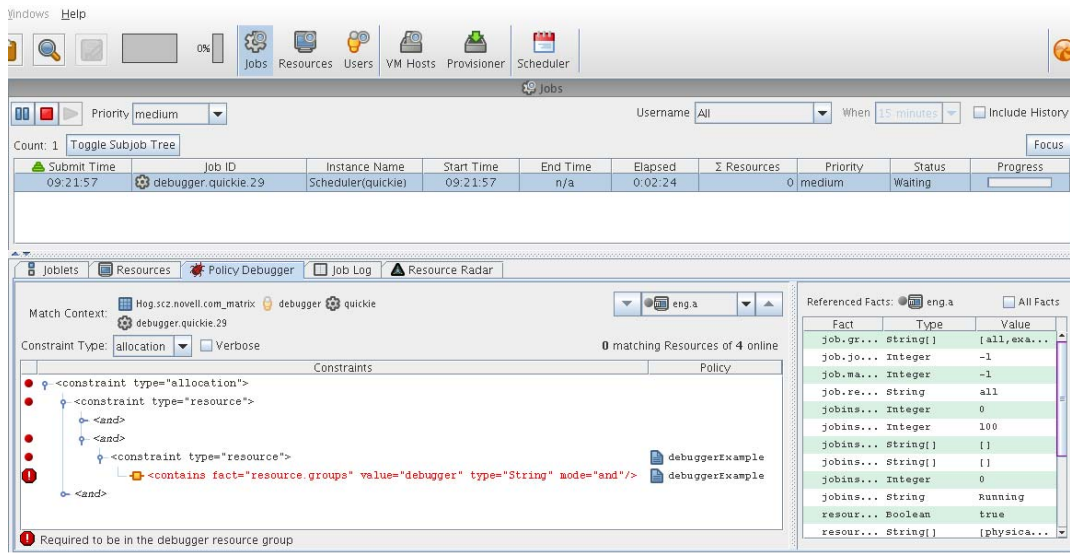 Windows Help
0%
Jobs Resources Users VM Hosts Provisioner Scheduler
Jobs
Priority medium Username All When 15 minutes Include History
Count: 1 Toggle Subjob Tree Focus
Submit Time Job ID Instance Name Start Time End Time Elapsed Σ Resources Priority Status Progress
09:21:57 debugger.quickie.29 Scheduler(quickie) 09:21:57 n/a 0:02:24 0 medium Waiting
Joblets Resources Policy Debugger Job Log Resource Radar
Match Context: Hog.scz.novell.com_matrix debugger quickie
debugger.quickie.29
eng.a
Constraint Type: allocation Verbose 0 matching Resources of 4 online
Constraints Policy
<constraint type="allocation">
<constraint type="resource">
<and>
<and>
<constraint type="resource"> debuggerExample
<contains fact="resource.groups" value="debugger" type="String" mode="and"/> debuggerExample
<and>
Required to be in the debugger resource group
Referenced Facts: eng.a All Facts
Fact Type Value
job.gr... String[] [all,exa...
job.jo... Integer -1
job.ma... Integer -1
job.re... String all
jobins... Integer 0
jobins... Integer 100
jobins... String[] []
jobins... String[] []
jobins... Integer 0
jobins... String Running
resour... Boolean true
resour... String[] [physica...